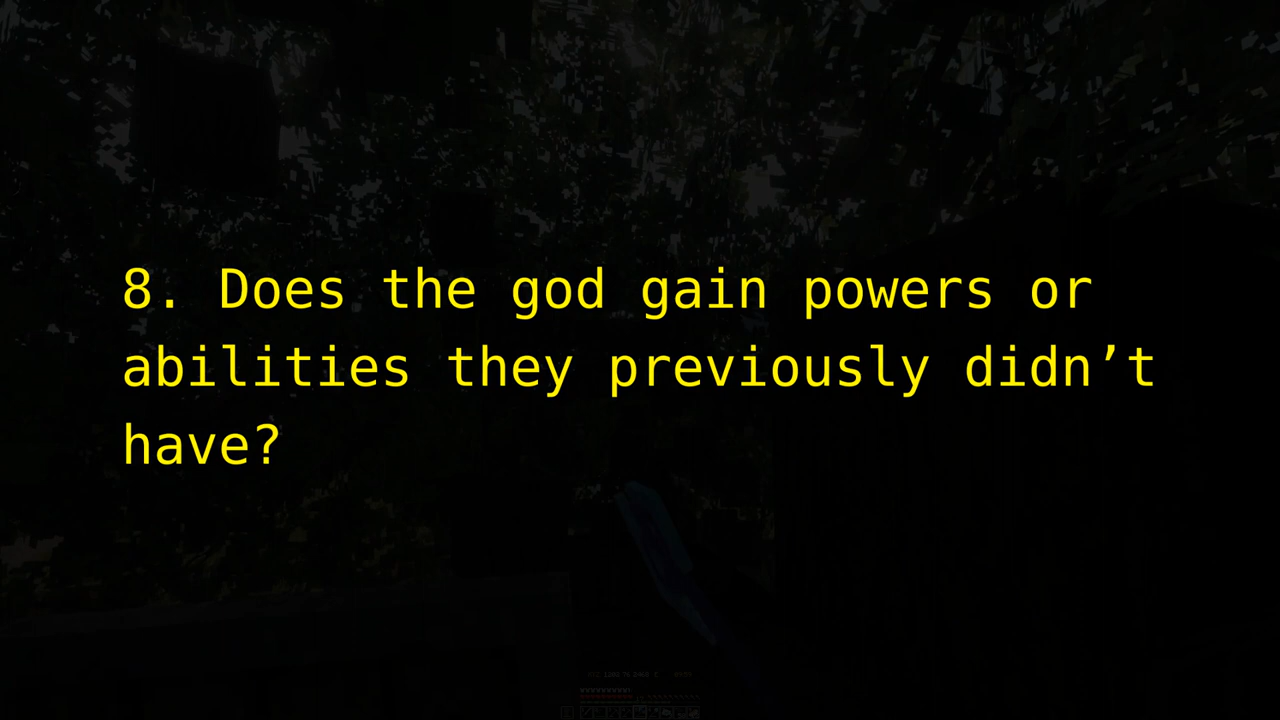 8. Does the god gain powers or
abilities they previously didn’t
have?